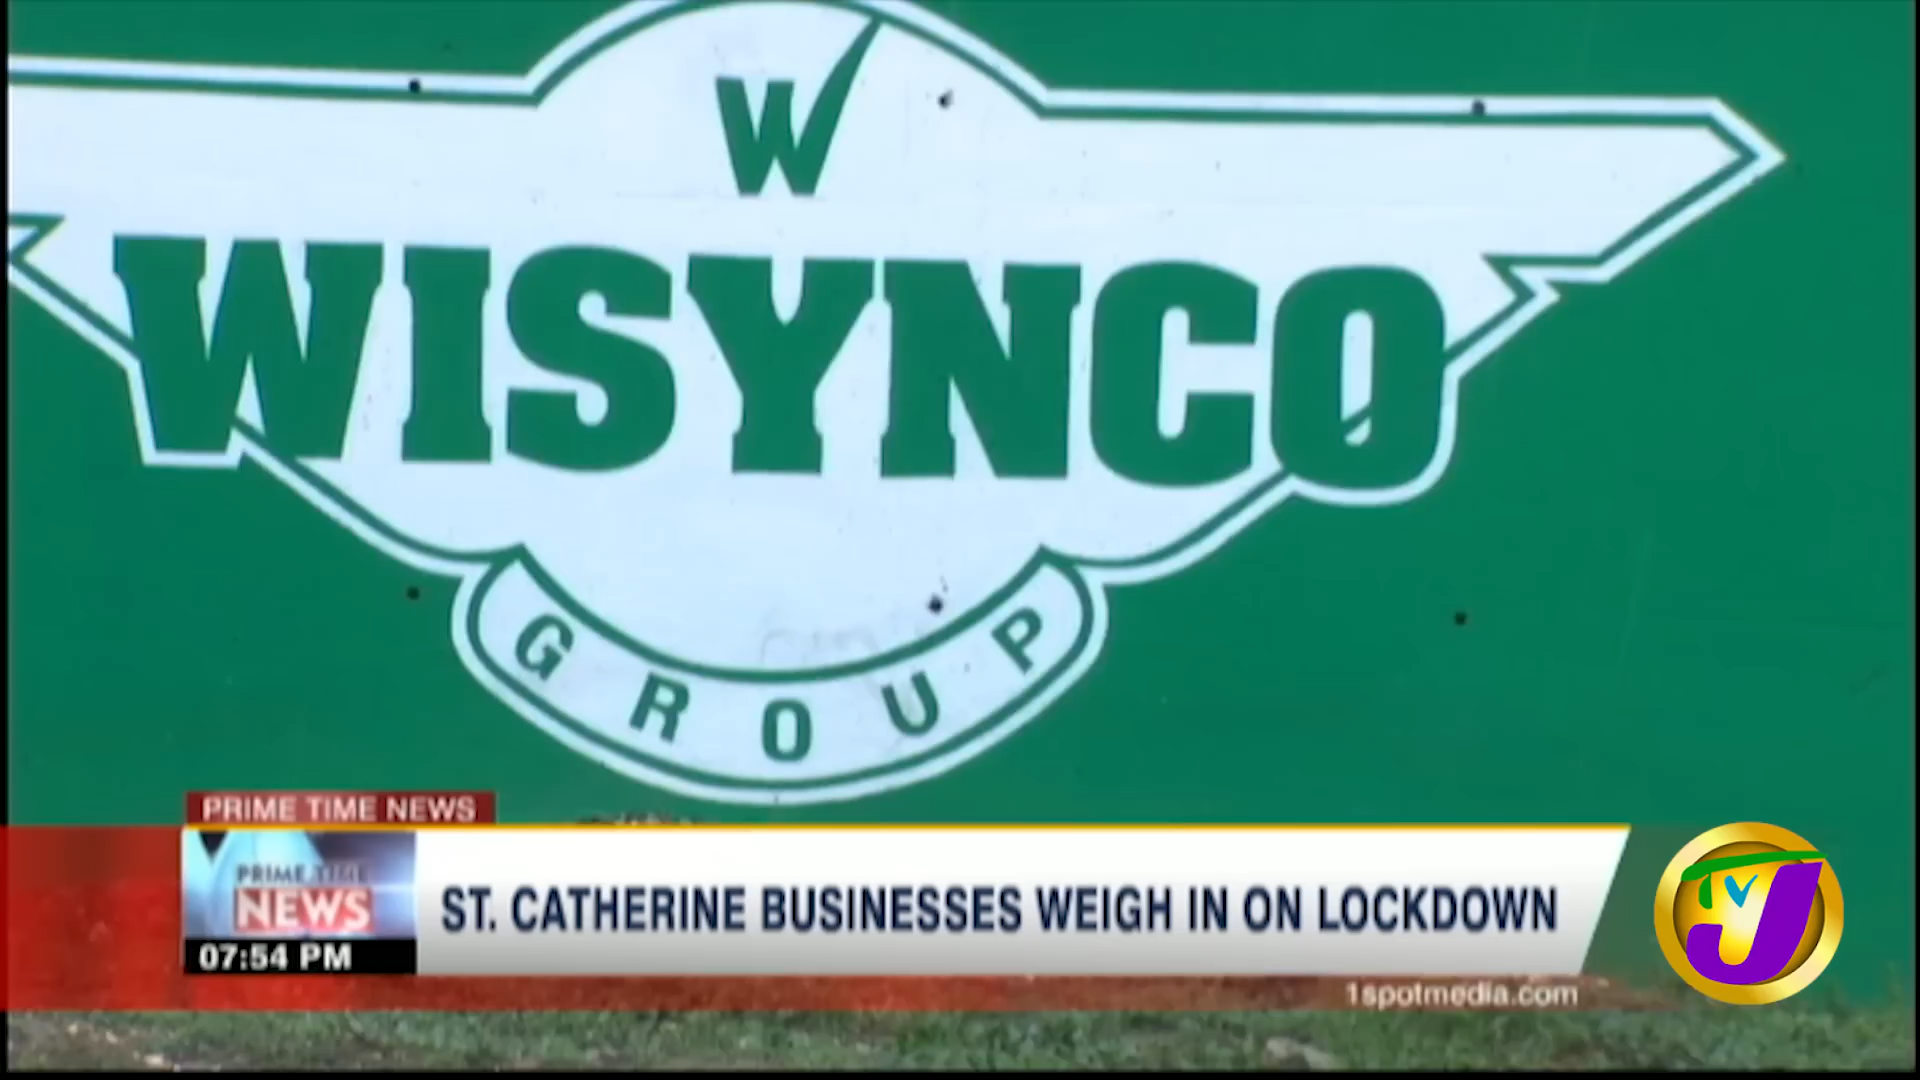 W
WISYNCO
GROUP
PRIME TIME NEWS
PRIME TIME
NEWS
07:54 PM
ST. CATHERINE BUSINESSES WEIGH IN ON LOCKDOWN
TVJ
1spotmedia.com